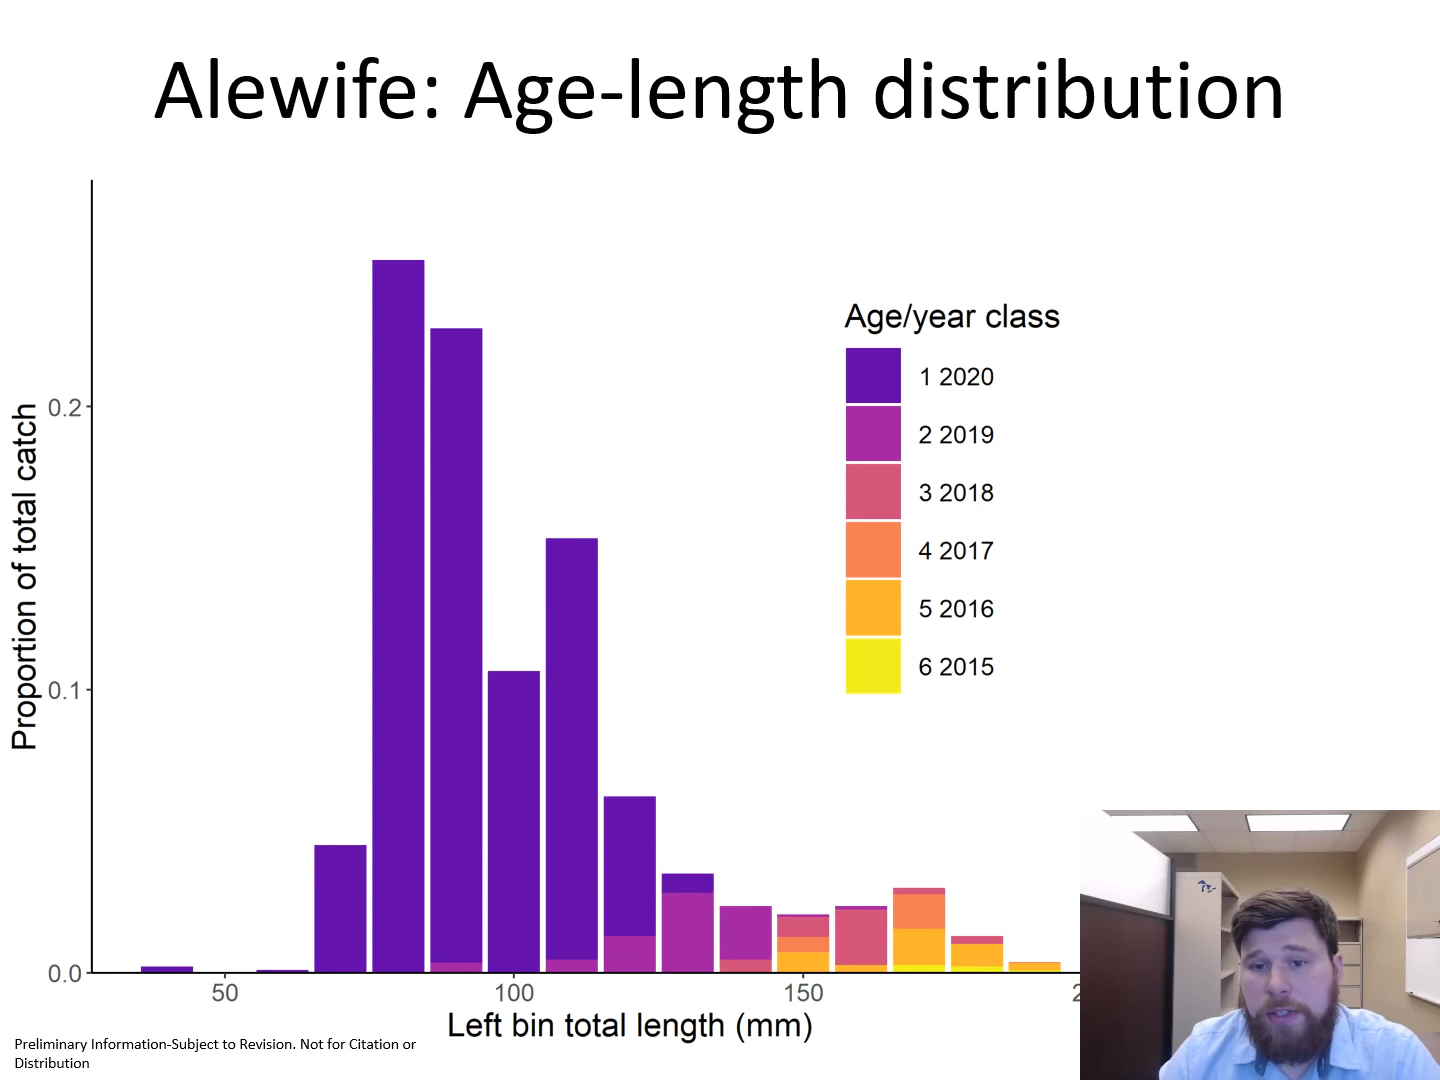 Alewife: Age-length distribution
Proportion of total catch
0.2
0.1
0.0
Age/year class
1 2020
2 2019
3 2018
4 2017
5 2016
6 2015
50
100
150
2
Left bin total length (mm)
Preliminary Information-Subject to Revision. Not for Citation or
Distribution